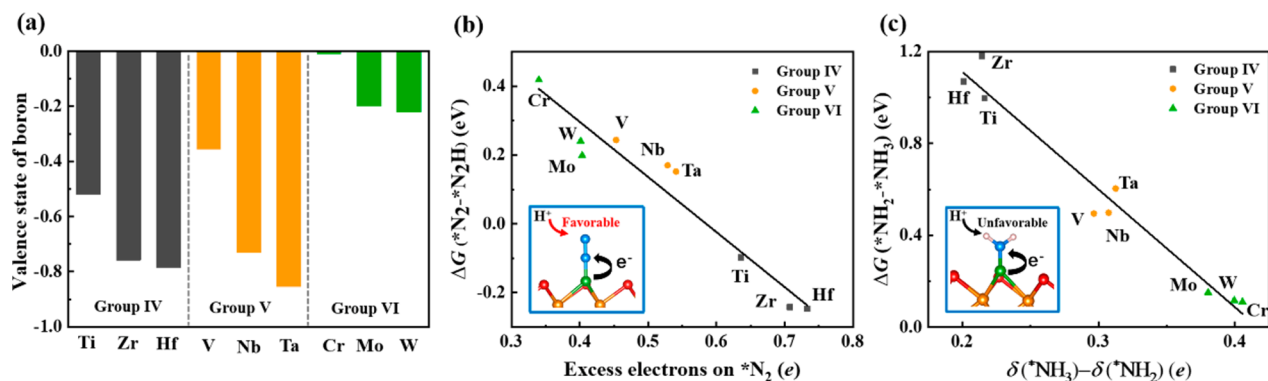 (a)
Valence state of boron
0.0
-0.2
-0.4
-0.6
-0.8
-1.0
Group IV
Group V
Group VI
Ti Zr Hf V Nb Ta Cr Mo W
(b)
ΔG (*N₂-*N₂H) (eV)
0.4
0.2
0.0
-0.2
Group IV
Group V
Group VI
Cr
W
Mo
V
Nb
Ta
Ti
Zr
Hf
H⁺
Favorable
e⁻
0.3 0.4 0.5 0.6 0.7 0.8
Excess electrons on *N₂ (e)
(c)
ΔG (*NH₂-*NH₃) (eV)
1.2
0.8
0.4
0.0
Group IV
Group V
Group VI
Zr
Hf
Ti
Ta
V
Nb
Mo
W
Cr
H⁺
Unfavorable
e⁻
0.2 0.3 0.4
δ(*NH₃)−δ(*NH₂) (e)